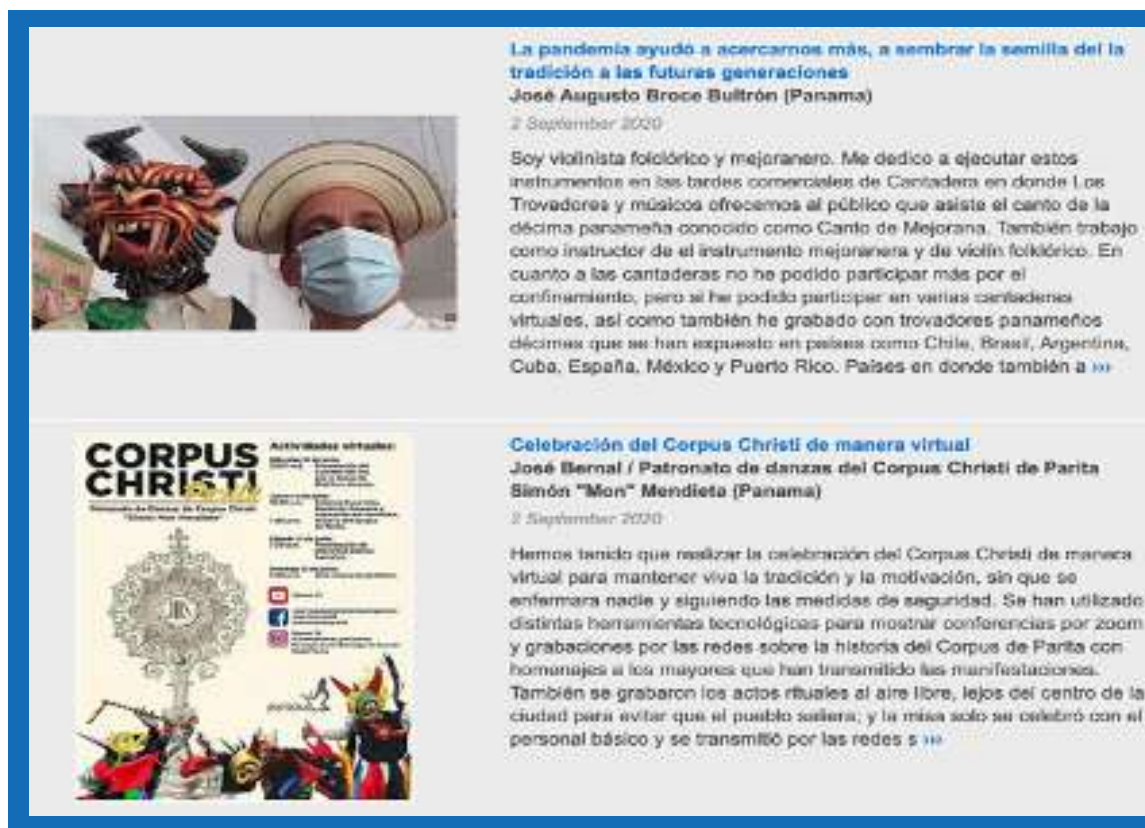 La pandemia ayudó a acercarnos más, a sembrar la semilla del la
tradición a las futuras generaciones
José Augusto Broce Bultrón (Panama)
2 September 2020
Soy violinista folclórico y mejoranero. Me dedico a ejecutar estos
instrumentos en las tardes comerciales de Cantadera en donde Los
Trovadores y músicos ofrecemos al público que asiste el canto de la
décima panameña conocido como Canto de Mejorana. También trabajo
como instructor de el instrumento mejoranera y de violín folklórico. En
cuanto a las cantaderas no he podido participar más por el
confinamiento, pero si he podido participar en varias cantaderas
virtuales, así como también he grabado con trovadores panameños
décimas que se han expuesto en países como Chile, Brasil, Argentina,
Cuba, España, México y Puerto Rico. Países en donde también a ›››
CORPUS
CHRISTI
Parita
Actividades virtuales:
Celebración del Corpus Christi de manera virtual
José Bernal / Patronato de danzas del Corpus Christi de Parita
Simón "Mon" Mendieta (Panama)
2 September 2020
Hemos tenido que realizar la celebración del Corpus Christi de manera
virtual para mantener viva la tradición y la motivación, sin que se
enfermara nadie y siguiendo las medidas de seguridad. Se han utilizado
distintas herramientas tecnológicas para mostrar conferencias por zoom
y grabaciones por las redes sobre la historia del Corpus de Parita con
homenajes a los mayores que han transmitido las manifestaciones.
También se grabaron los actos rituales al aire libre, lejos del centro de la
ciudad para evitar que el pueblo saliera; y la misa solo se celebró con el
personal básico y se transmitió por las redes s ›››